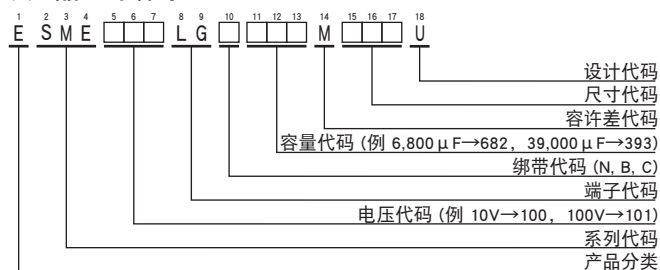 1 2 3 4 5 6 7 8 9 10 11 12 13 14 15 16 17 18
E S M E □□□ L G □ □□□ M □□□ U
设计代码
尺寸代码
容许差代码
容量代码 (例 6,800μF→682, 39,000μF→393)
绑带代码 (N, B, C)
端子代码
电压代码 (例 10V→100, 100V→101)
系列代码
产品分类